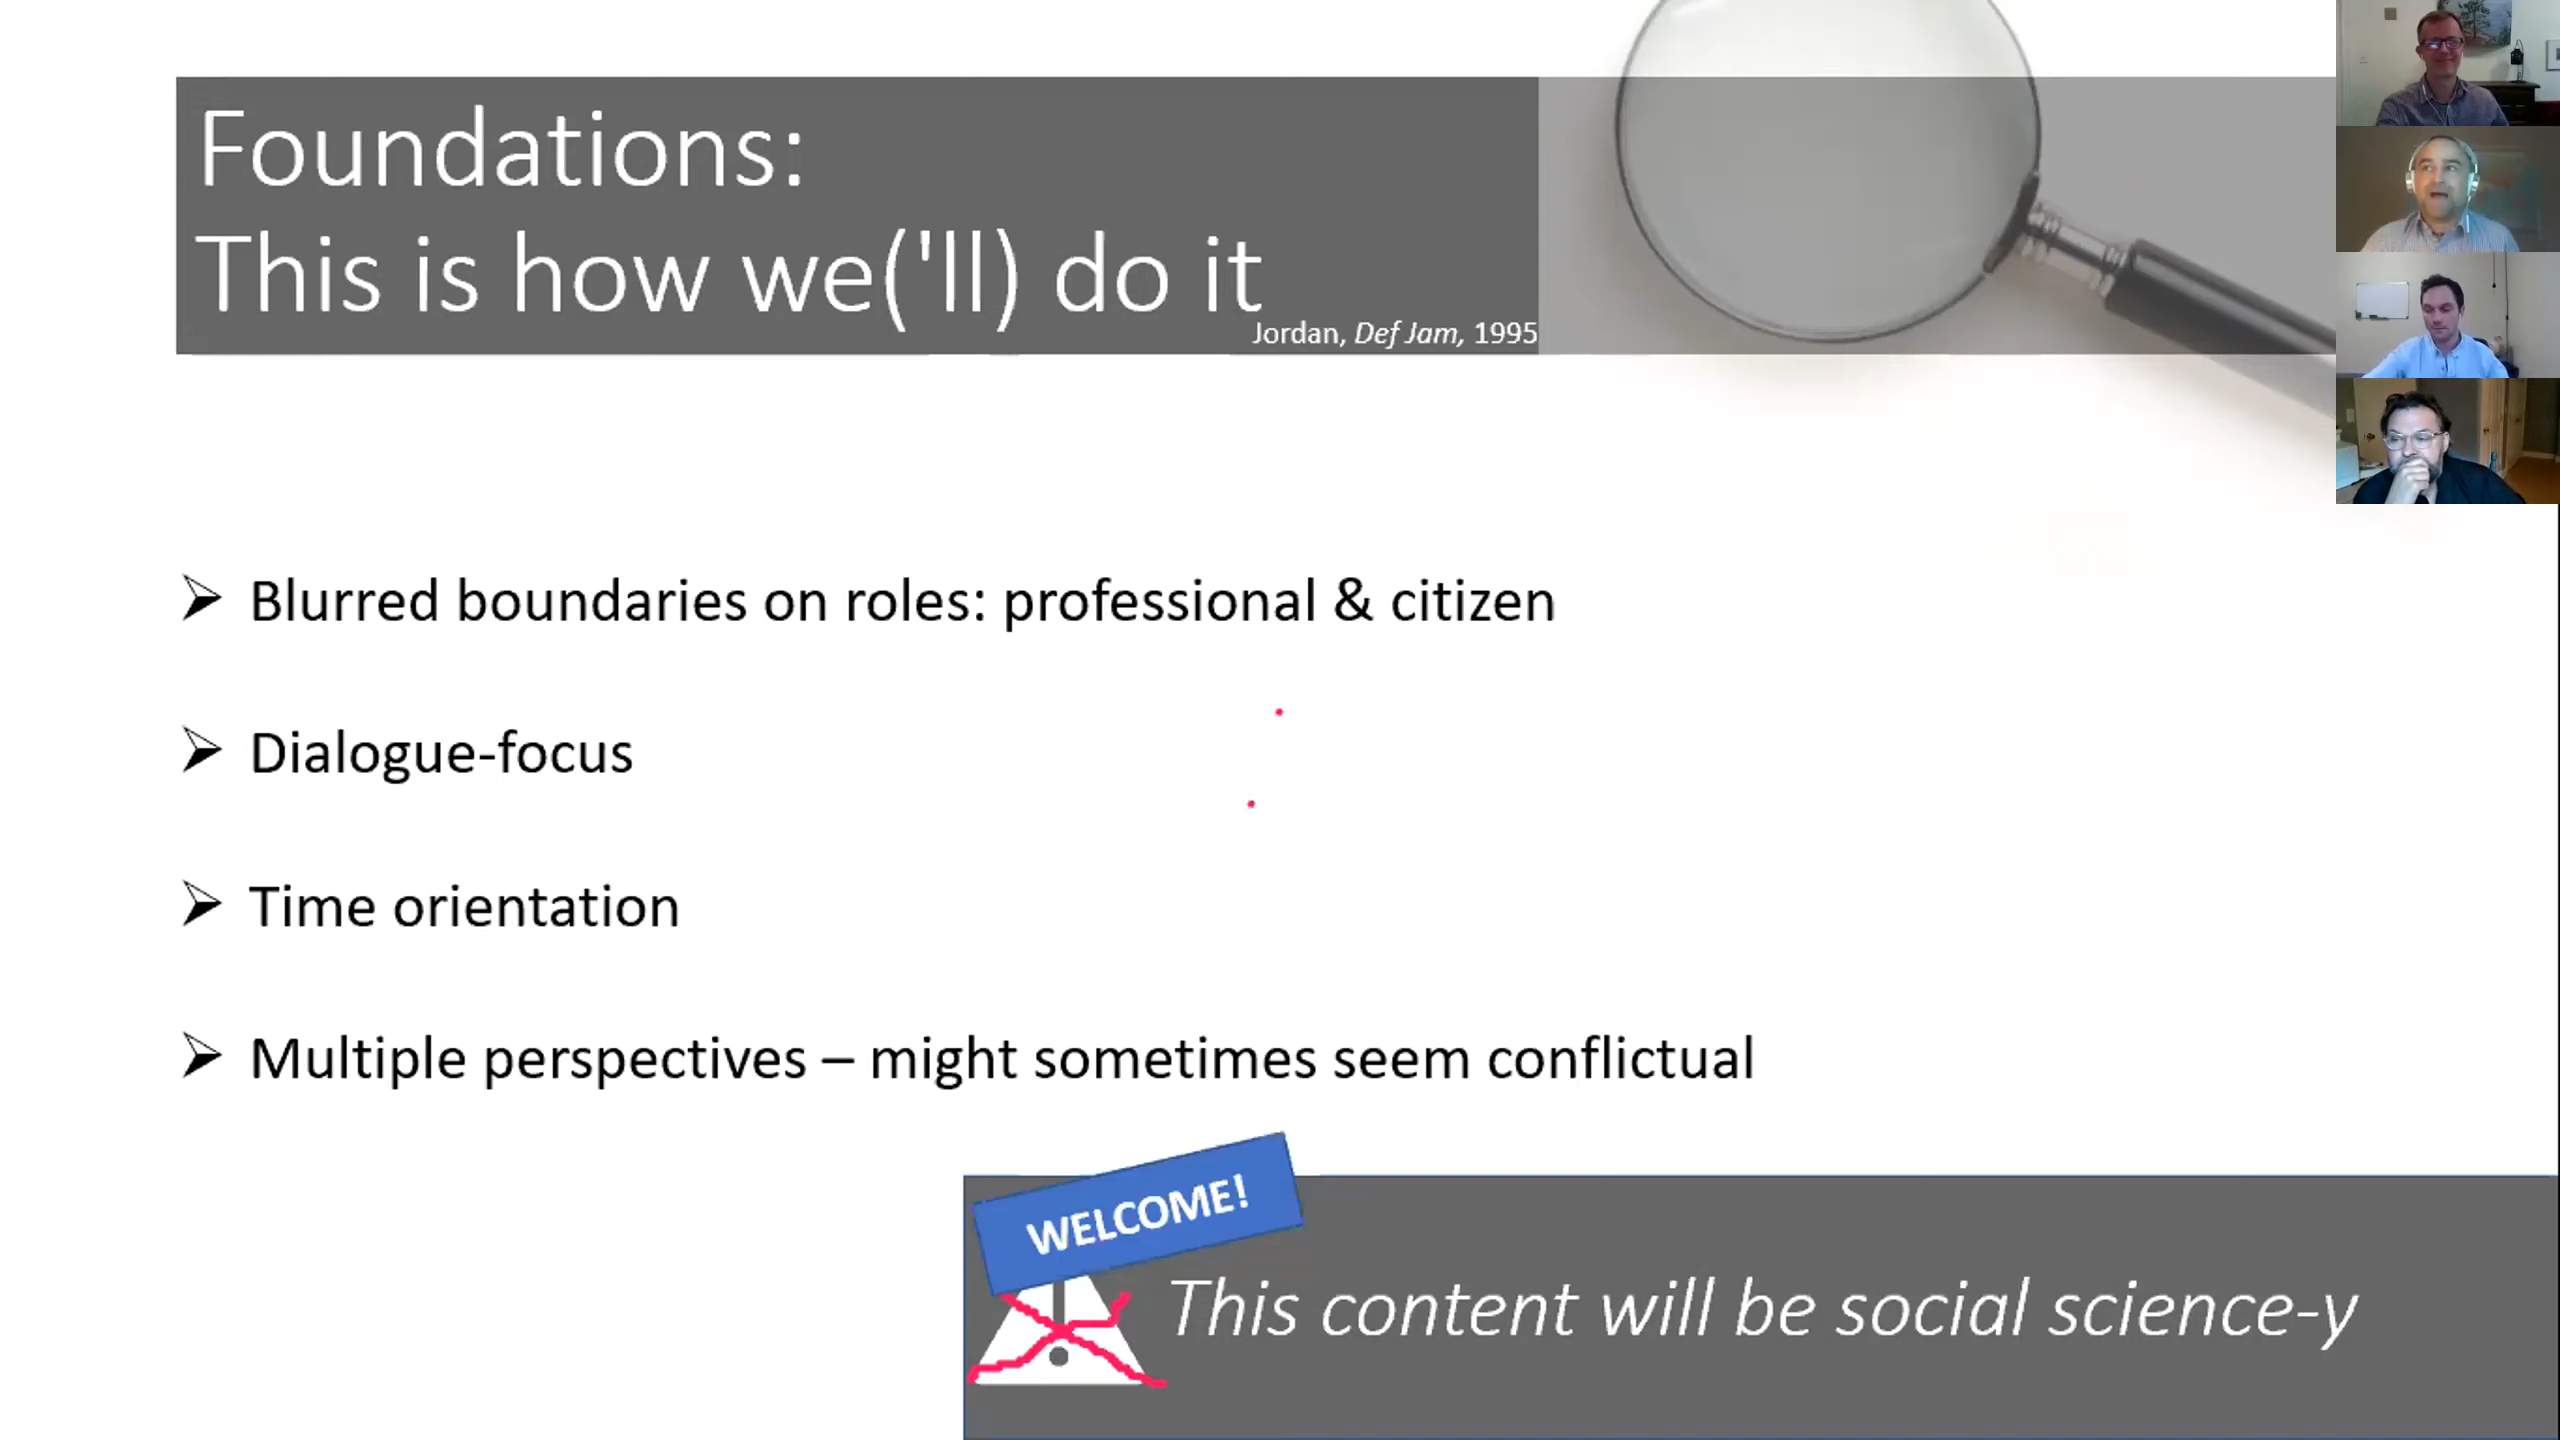 Foundations:
This is how we('ll) do it
Jordan, Def Jam, 1995
Blurred boundaries on roles: professional & citizen
Dialogue-focus
Time orientation
Multiple perspectives – might sometimes seem conflictual
WELCOME!
This content will be social science-y